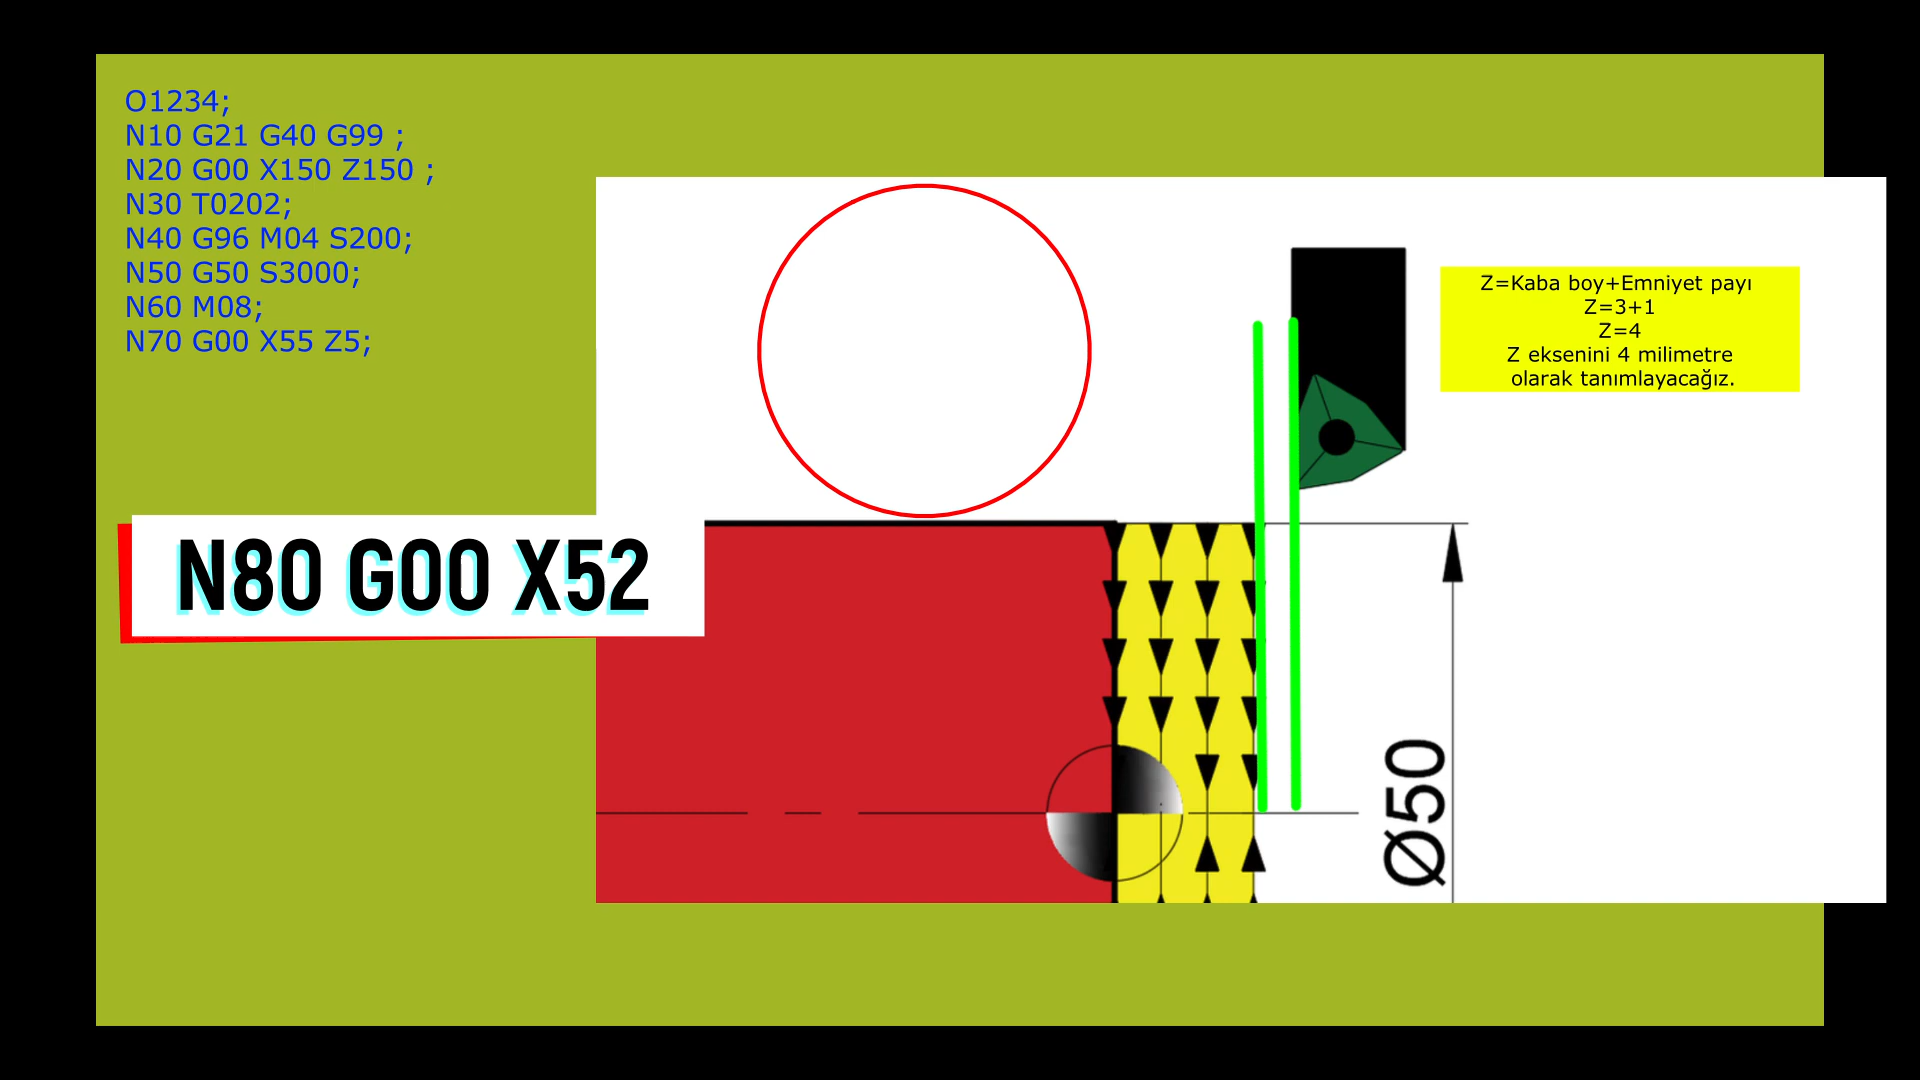 O1234;
N10 G21 G40 G99 ;
N20 G00 X150 Z150 ;
N30 T0202;
N40 G96 M04 S200;
N50 G50 S3000;
N60 M08;
N70 G00 X55 Z5;
N80 G00 X52
Z=Kaba boy+Emniyet payı
Z=3+1
Z=4
Z eksenini 4 milimetre
olarak tanımlayacağız.
Ø50